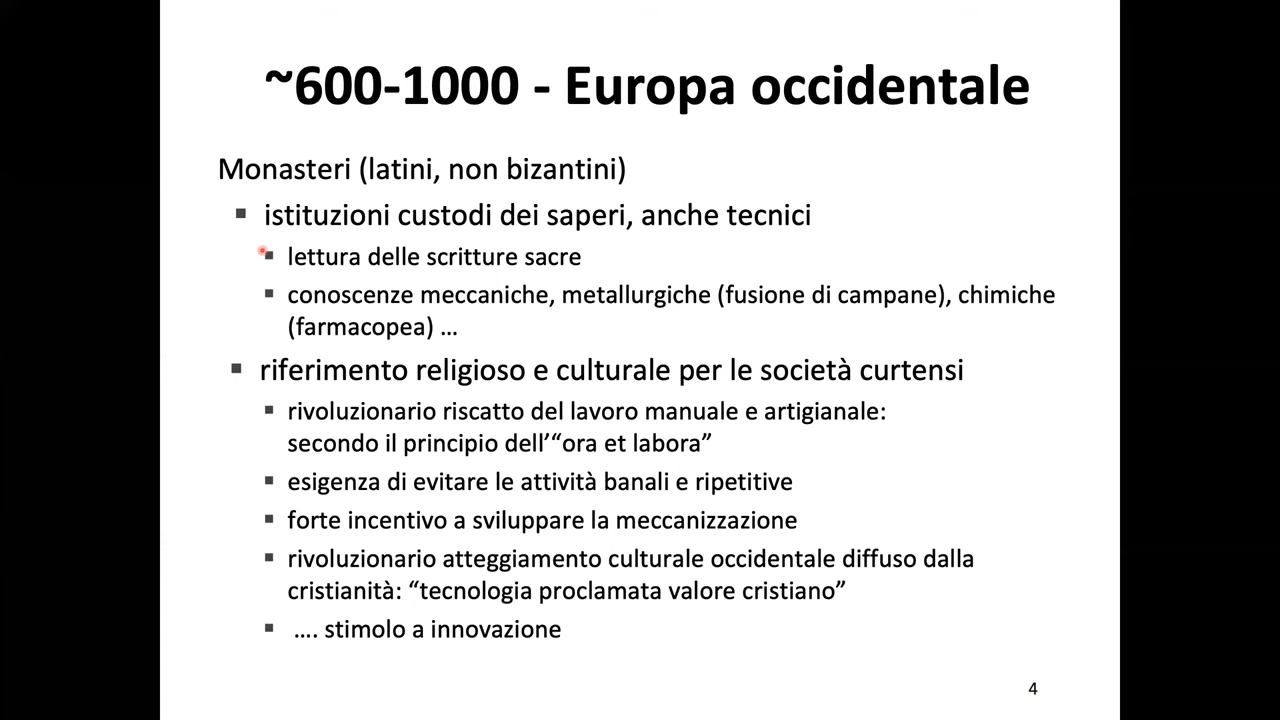 ~600-1000 - Europa occidentale
Monasteri (latini, non bizantini)
▪ istituzioni custodi dei saperi, anche tecnici
▪ lettura delle scritture sacre
▪ conoscenze meccaniche, metallurgiche (fusione di campane), chimiche
(farmacopea) …
▪ riferimento religioso e culturale per le società curtensi
▪ rivoluzionario riscatto del lavoro manuale e artigianale:
secondo il principio dell’“ora et labora”
▪ esigenza di evitare le attività banali e ripetitive
▪ forte incentivo a sviluppare la meccanizzazione
▪ rivoluzionario atteggiamento culturale occidentale diffuso dalla
cristianità: “tecnologia proclamata valore cristiano”
▪ …. stimolo a innovazione
4